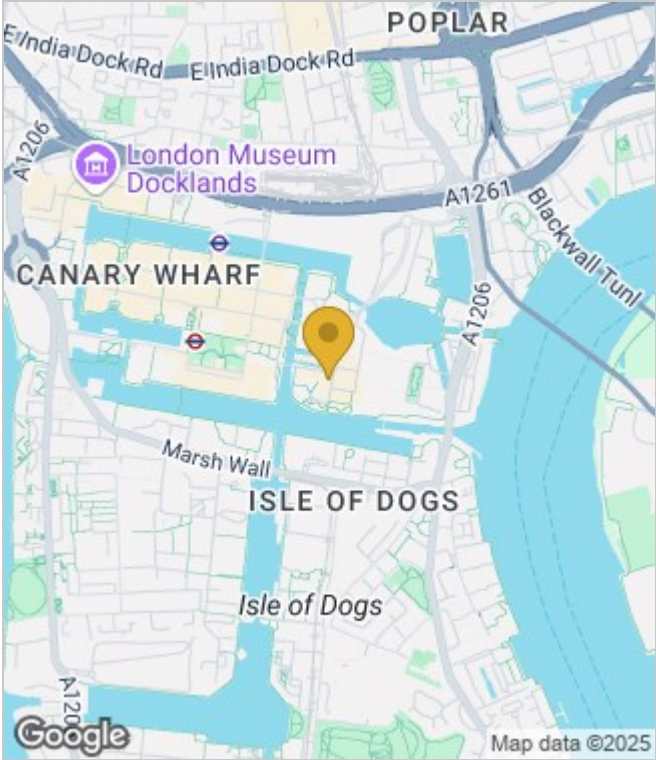 POPLAR
E India Dock Rd
E India Dock Rd
A1206
London Museum
Docklands
A1261
Blackwall Tunl
CANARY WHARF
A1206
Marsh Wall
ISLE OF DOGS
Isle of Dogs
A120
Google
Map data ©2025